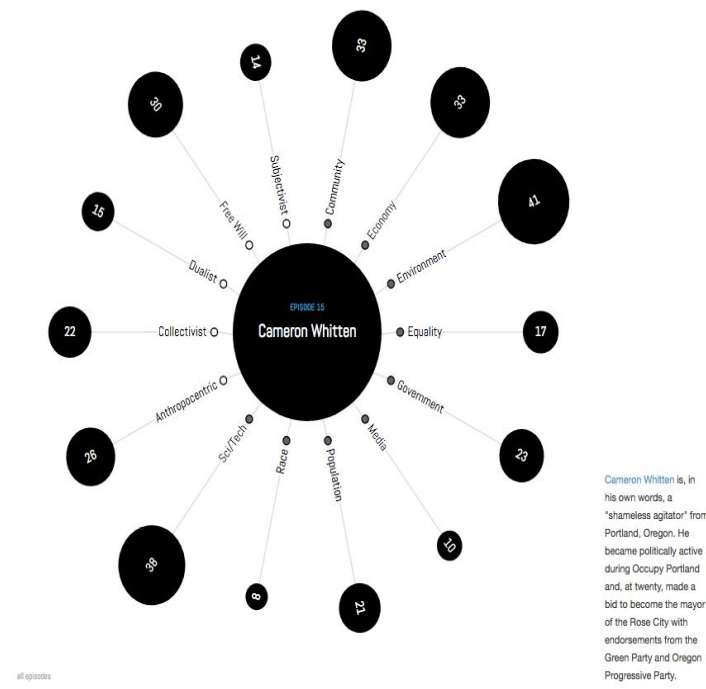 33
14
33
30
41
15
Subjectivist
Community
Free Will
Economy
Dualist
Environment
EPISODE 15
Cameron Whitten
22
Collectivist
Equality
17
Anthropocentric
Government
Sci/Tech
Media
Race
Population
26
23
10
38
8
21
Cameron Whitten is, in
his own words, a
"shameless agitator" from
Portland, Oregon. He
became politically active
during Occupy Portland
and, at twenty, made a
bid to become the mayor
of the Rose City with
endorsements from the
Green Party and Oregon
Progressive Party.
all episodes